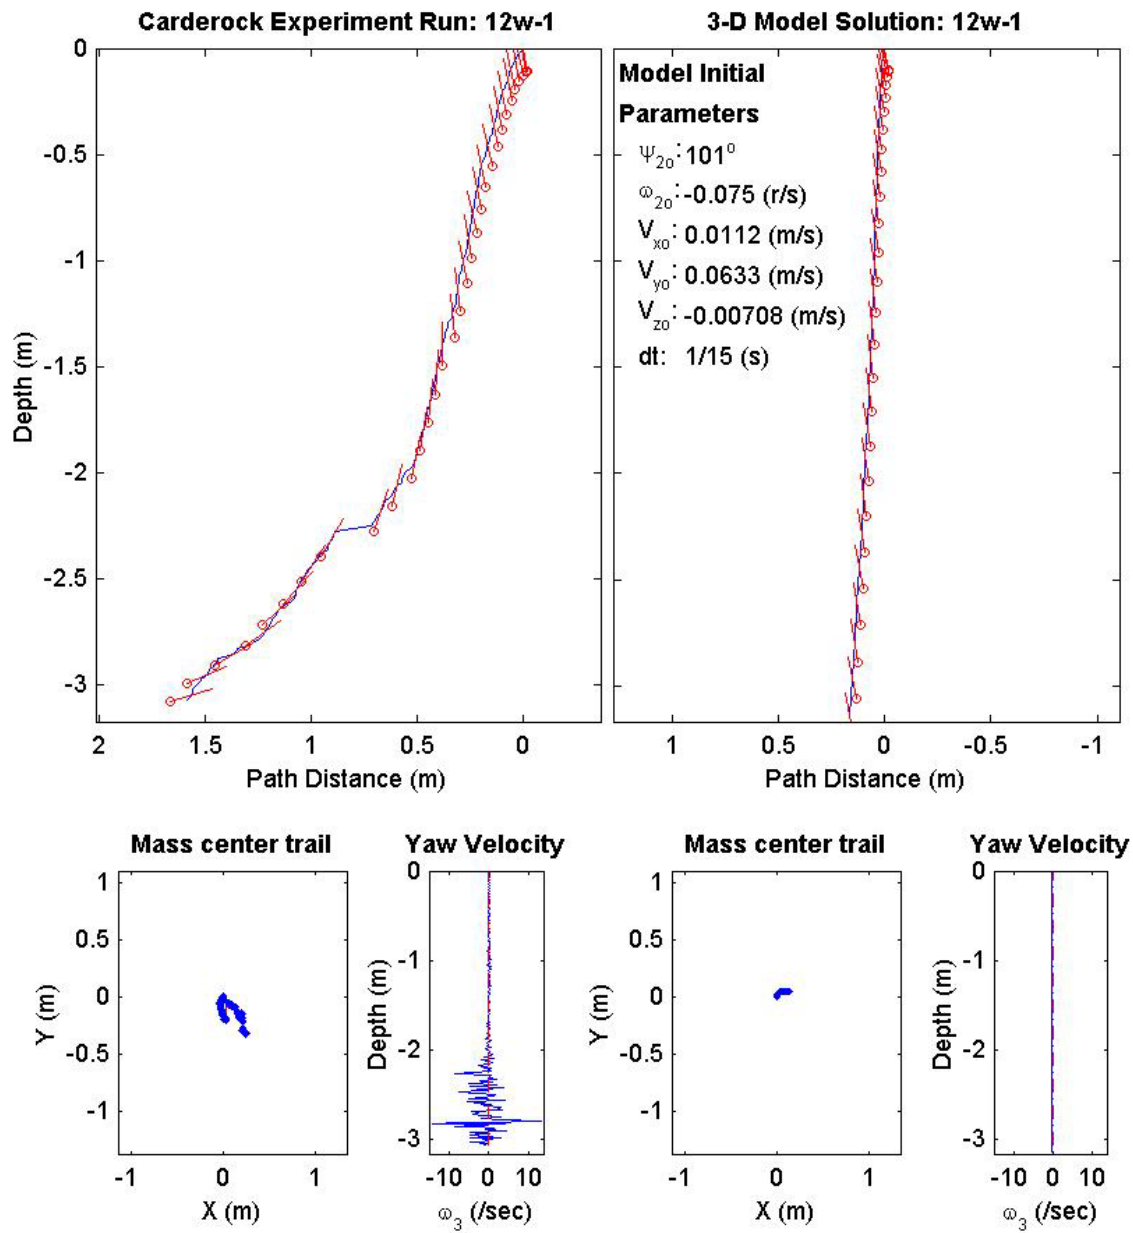 Carderock Experiment Run: 12w-1
3-D Model Solution: 12w-1
0
-0.5
-1
-1.5
-2
-2.5
-3
Depth (m)
2
1.5
1
0.5
0
Path Distance (m)
Model Initial
Parameters
Ψ2o: 101°
ω2o: -0.075 (r/s)
Vxo: 0.0112 (m/s)
Vyo: 0.0633 (m/s)
Vzo: -0.00708 (m/s)
dt: 1/15 (s)
1
0.5
0
-0.5
-1
Path Distance (m)
Mass center trail
1
0.5
0
-0.5
-1
Y (m)
-1
0
1
X (m)
Yaw Velocity
0
-1
-2
-3
Depth (m)
-10
0
10
ω3 (/sec)
Mass center trail
1
0.5
0
-0.5
-1
Y (m)
-1
0
1
X (m)
Yaw Velocity
0
-1
-2
-3
Depth (m)
-10
0
10
ω3 (/sec)